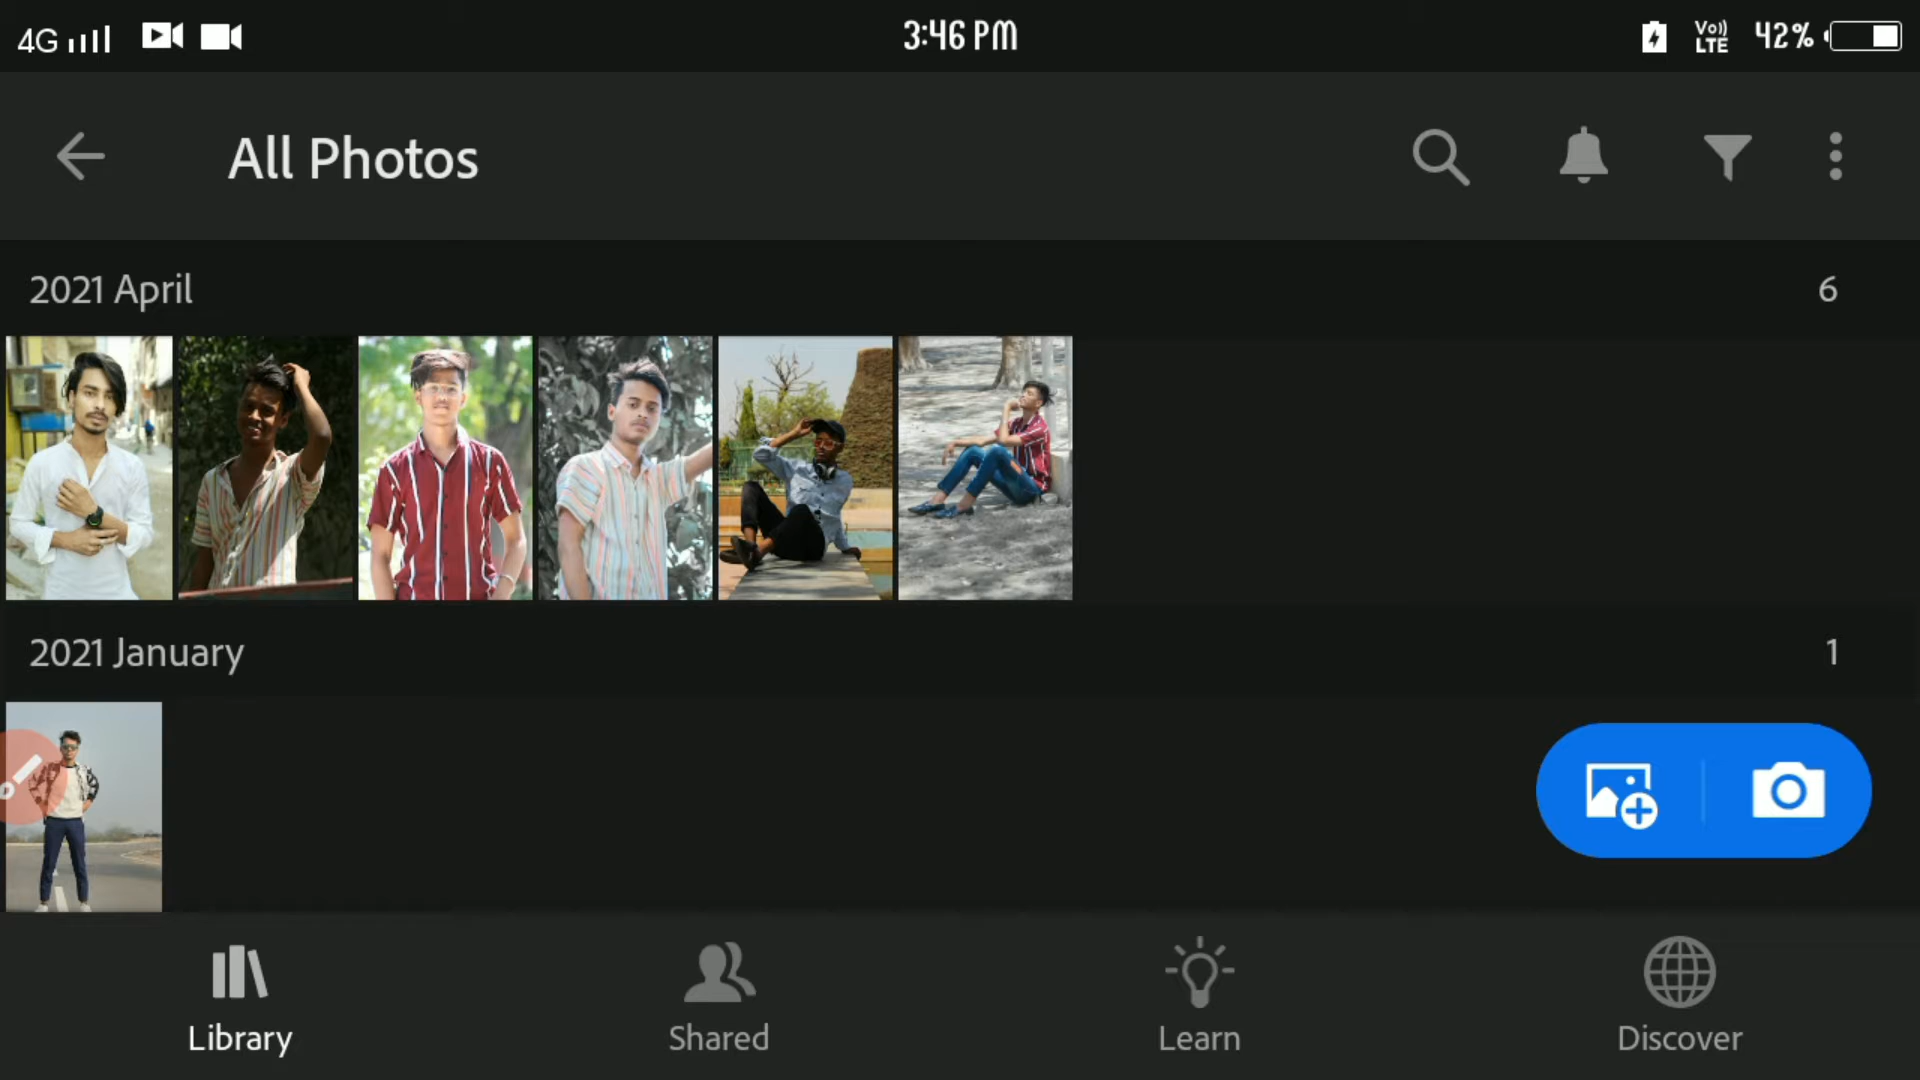 4G 3:46 PM Vo)) LTE 42%
All Photos
2021 April 6
2021 January 1
Library Shared Learn Discover